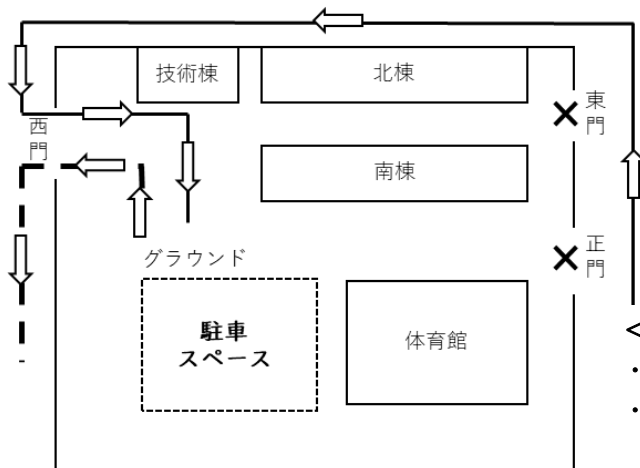 技術棟
北棟
東門
西門
南棟
正門
グラウンド
駐車
スペース
体育館